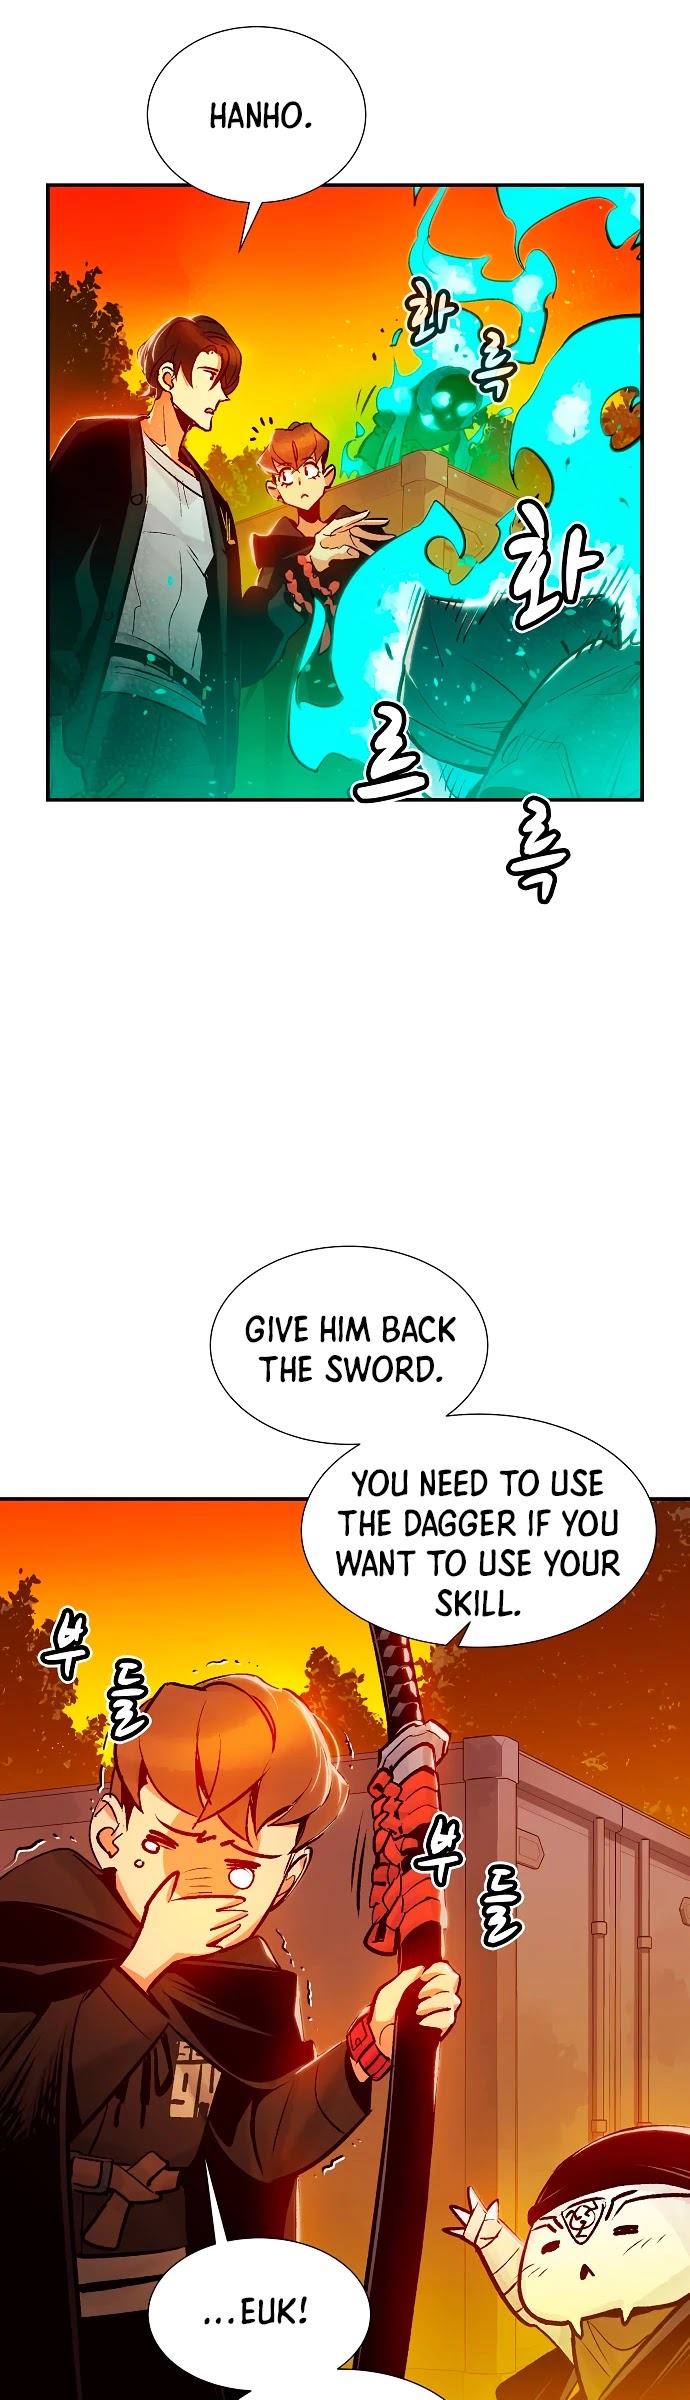 HANHO.
화
륵
화
르
륵
GIVE HIM BACK
THE SWORD.
YOU NEED TO USE
THE DAGGER IF YOU
WANT TO USE YOUR
SKILL.
부
들
부
들
...EUK!